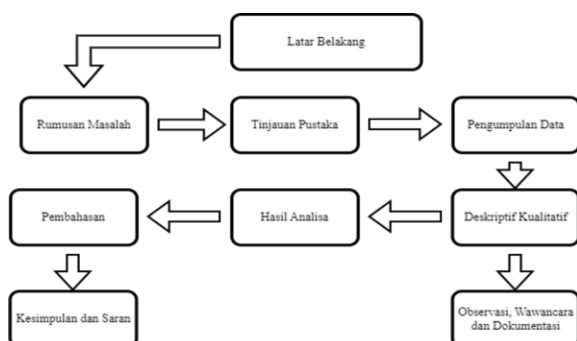 Latar Belakang
Rumusan Masalah
Tinjauan Pustaka
Pengumpulan Data
Pembahasan
Hasil Analisa
Deskriptif Kualitatif
Kesimpulan dan Saran
Observasi, Wawancara
dan Dokumentasi